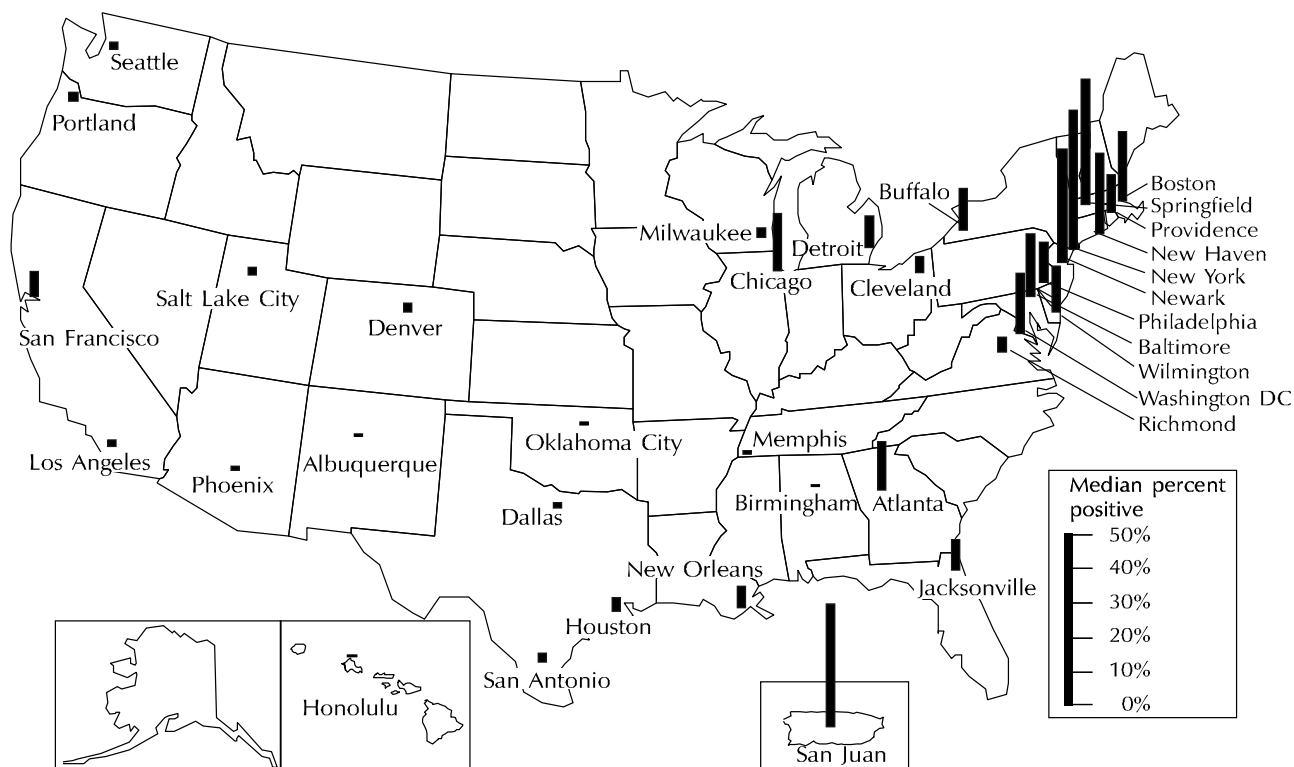 Seattle
Portland
Buffalo
Boston
Springfield
Milwaukee
Providence
Detroit
New Haven
Chicago
New York
Cleveland
Salt Lake City
Newark
Denver
Philadelphia
San Francisco
Baltimore
Wilmington
Washington DC
Richmond
Oklahoma City
Memphis
Los Angeles
Albuquerque
Phoenix
Birmingham
Atlanta
Dallas
Median percent
positive
50%
40%
30%
20%
10%
0%
New Orleans
Jacksonville
Houston
San Antonio
Honolulu
San Juan